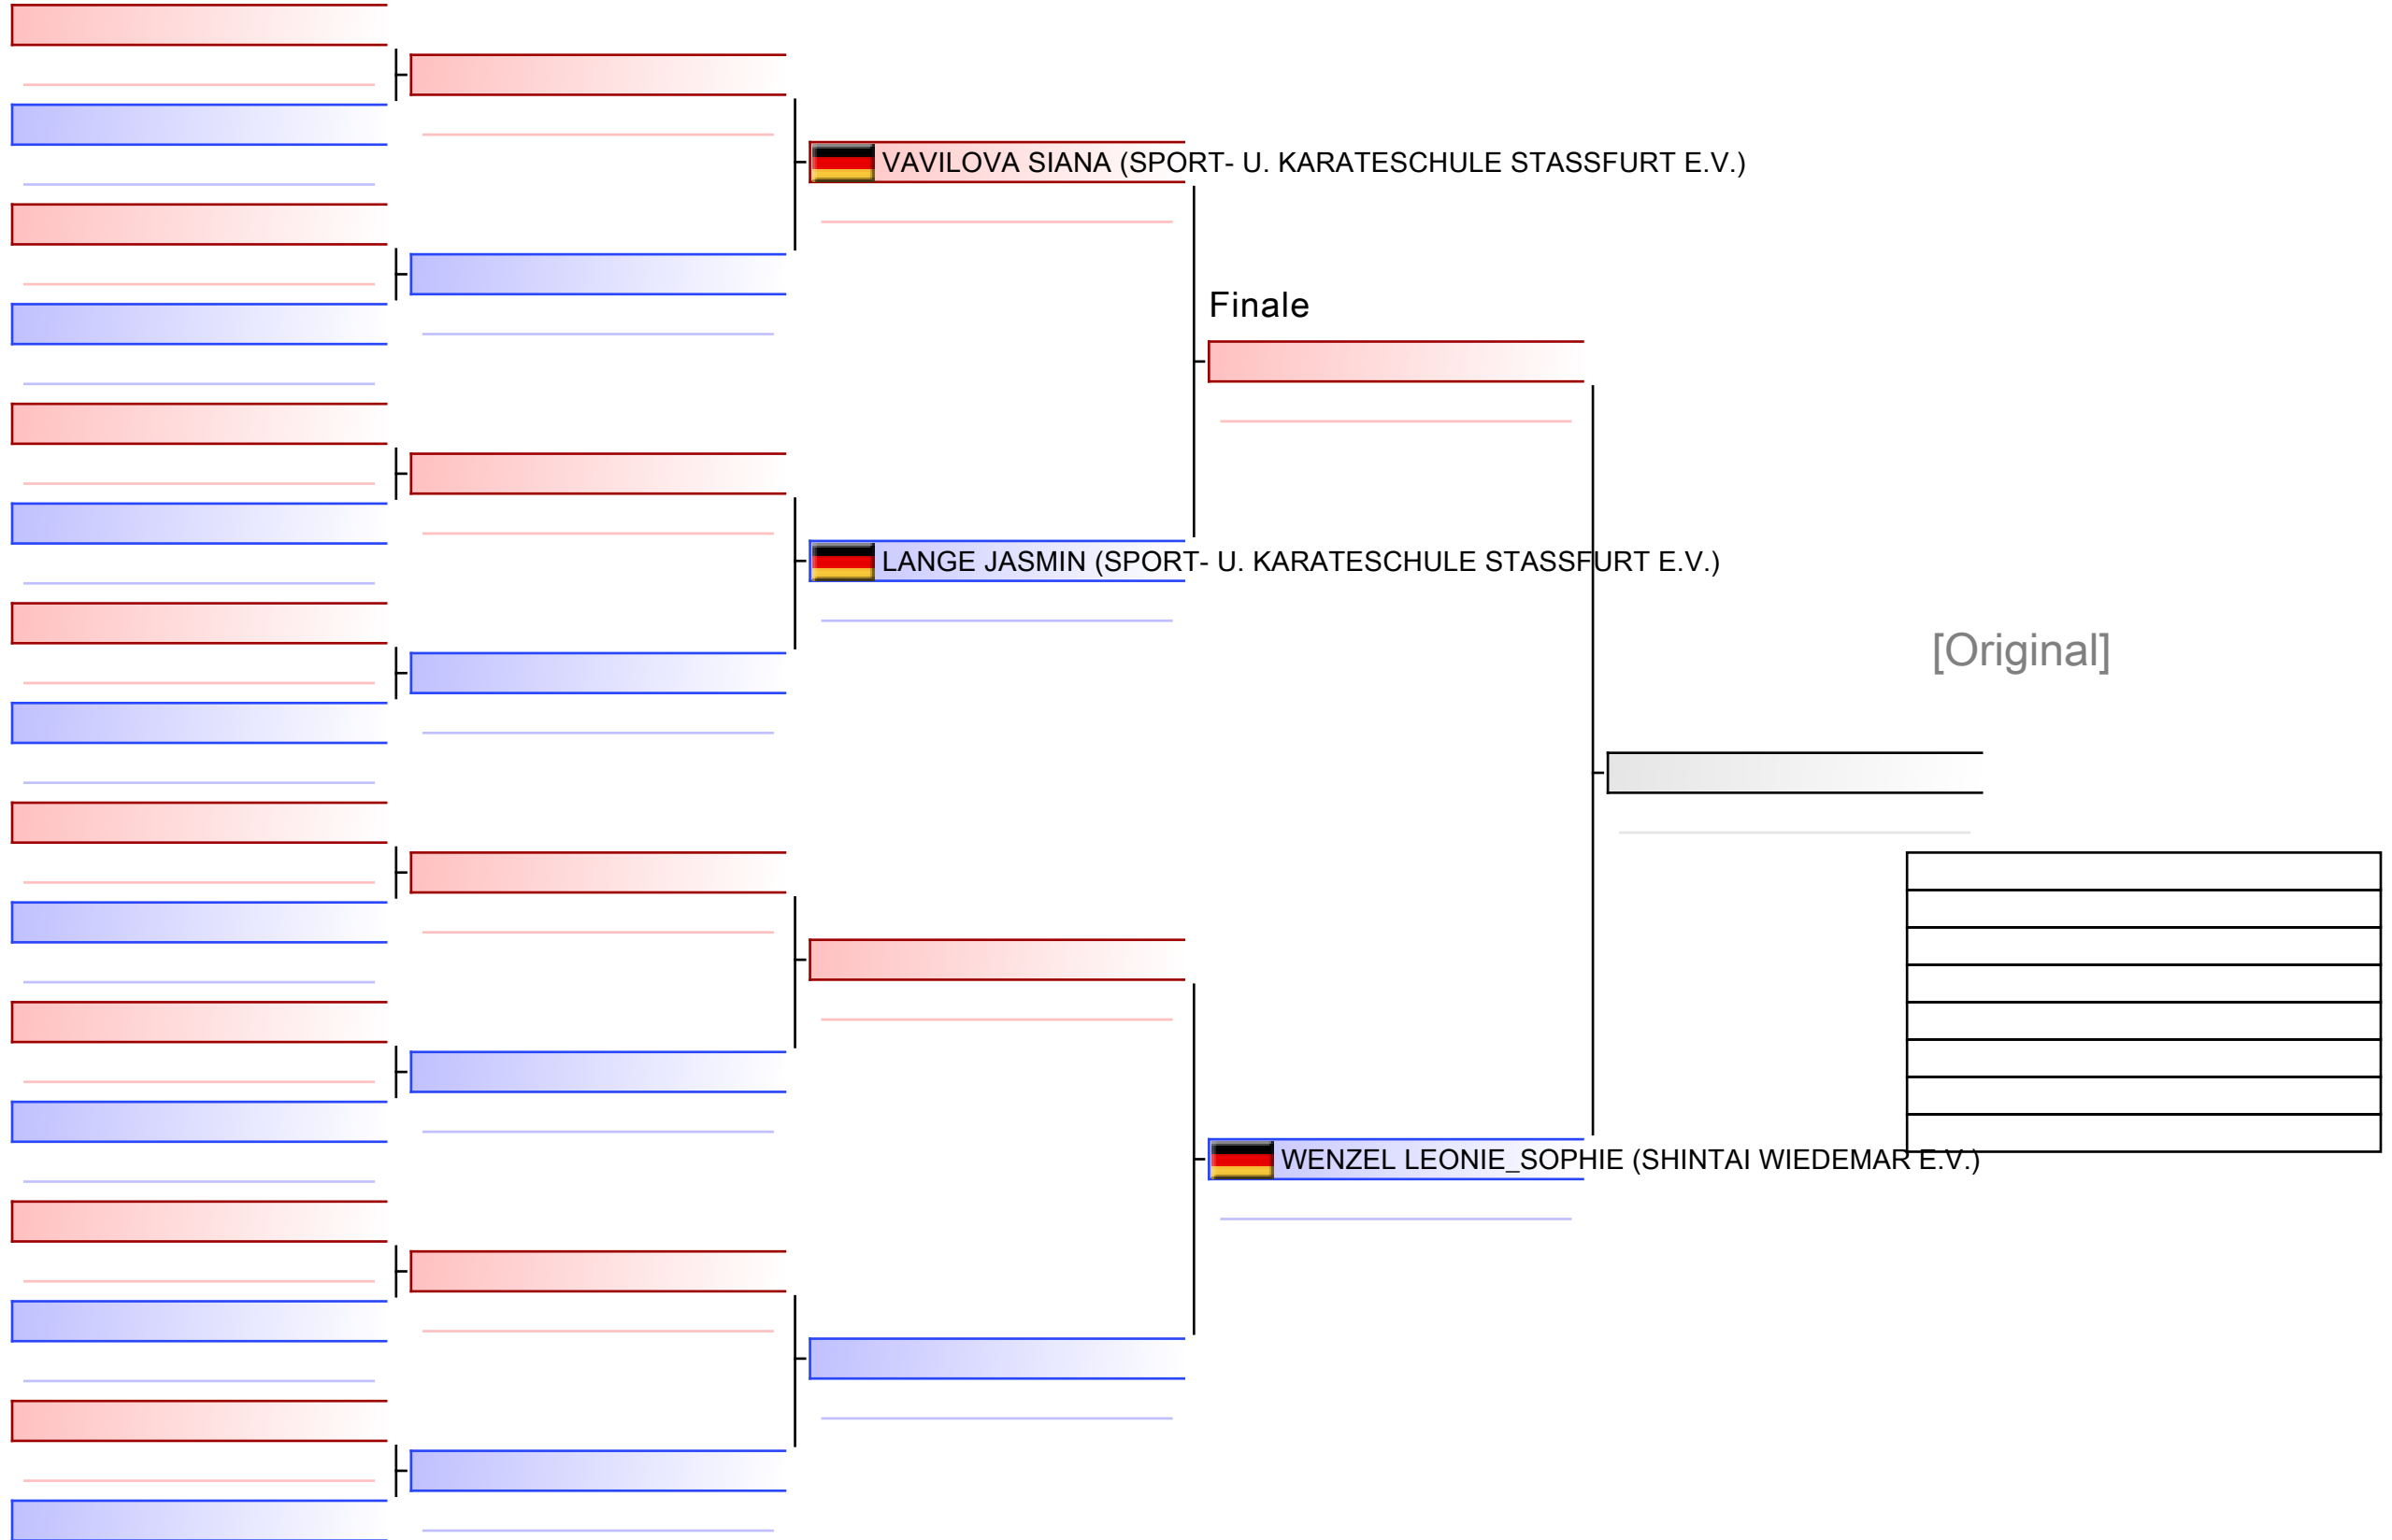 VAVILOVA SIANA (SPORT- U. KARATESCHULE STASSFURT E.V.)
Finale
LANGE JASMIN (SPORT- U. KARATESCHULE STASSFURT E.V.)
[Original]
WENZEL LEONIE_SOPHIE (SHINTAI WIEDEMAR E.V.)